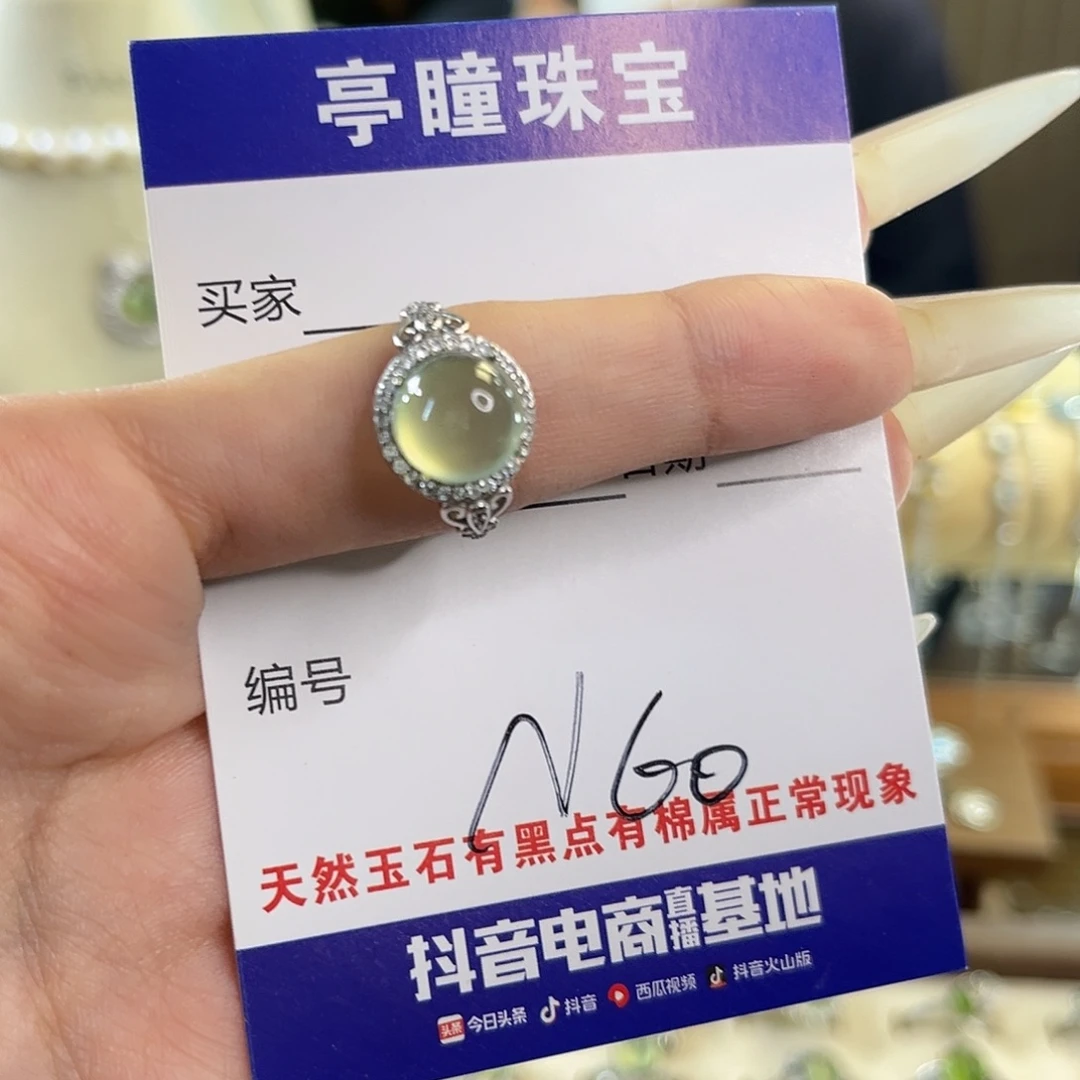 亭瞳珠宝
买家
日期
编号
N60
天然玉石有黑点有棉属正常现象
抖音电商直播基地
头条 今日头条 抖音 西瓜视频 抖音火山版